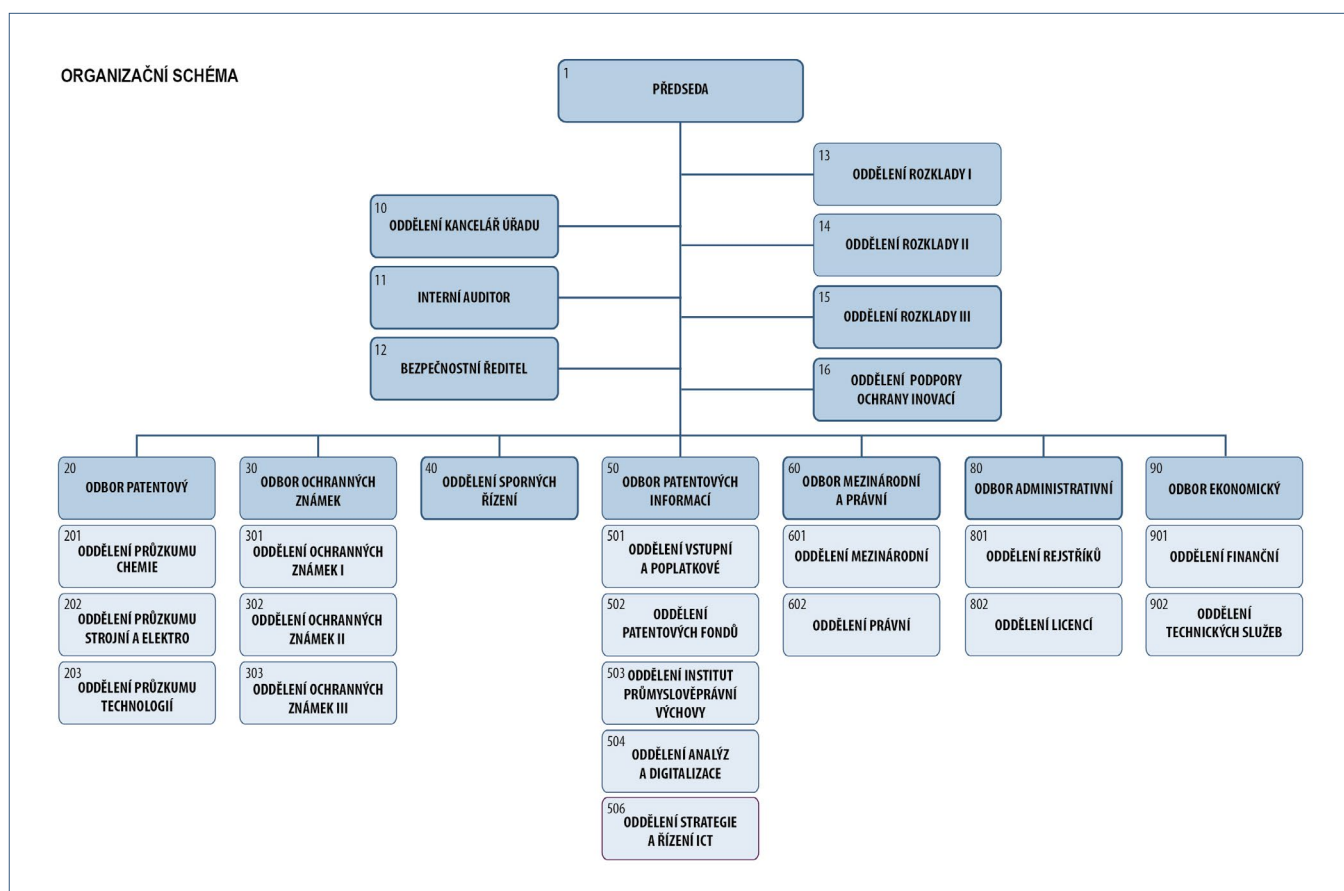 ORGANIZAČNÍ SCHÉMA
1
PŘEDSEDA
13
ODDĚLENÍ ROZKLADY I
10
ODDĚLENÍ KANCELÁŘ ÚŘADU
14
ODDĚLENÍ ROZKLADY II
11
INTERNÍ AUDITOR
15
ODDĚLENÍ ROZKLADY III
12
BEZPEČNOSTNÍ ŘEDITEL
16
ODDĚLENÍ PODPORY
OCHRANY INOVACÍ
20
ODBOR PATENTOVÝ
201
ODDĚLENÍ PRŮZKUMU
CHEMIE
202
ODDĚLENÍ PRŮZKUMU
STROJNÍ A ELEKTRO
203
ODDĚLENÍ PRŮZKUMU
TECHNOLOGIÍ
30
ODBOR OCHRANNÝCH
ZNÁMEK
301
ODDĚLENÍ OCHRANNÝCH
ZNÁMEK I
302
ODDĚLENÍ OCHRANNÝCH
ZNÁMEK II
303
ODDĚLENÍ OCHRANNÝCH
ZNÁMEK III
40
ODDĚLENÍ SPORNÝCH
ŘÍZENÍ
50
ODBOR PATENTOVÝCH
INFORMACÍ
501
ODDĚLENÍ VSTUPNÍ
A POPLATKOVÉ
502
ODDĚLENÍ
PATENTOVÝCH FONDŮ
503
ODDĚLENÍ INSTITUT
PRŮMYSLOVĚPRÁVNÍ
VÝCHOVY
504
ODDĚLENÍ ANALÝZ
A DIGITALIZACE
506
ODDĚLENÍ STRATEGIE
A ŘÍZENÍ ICT
60
ODBOR MEZINÁRODNÍ
A PRÁVNÍ
601
ODDĚLENÍ MEZINÁRODNÍ
602
ODDĚLENÍ PRÁVNÍ
80
ODBOR ADMINISTRATIVNÍ
801
ODDĚLENÍ REJSTŘÍKŮ
802
ODDĚLENÍ LICENCÍ
90
ODBOR EKONOMICKÝ
901
ODDĚLENÍ FINANČNÍ
902
ODDĚLENÍ
TECHNICKÝCH SLUŽEB